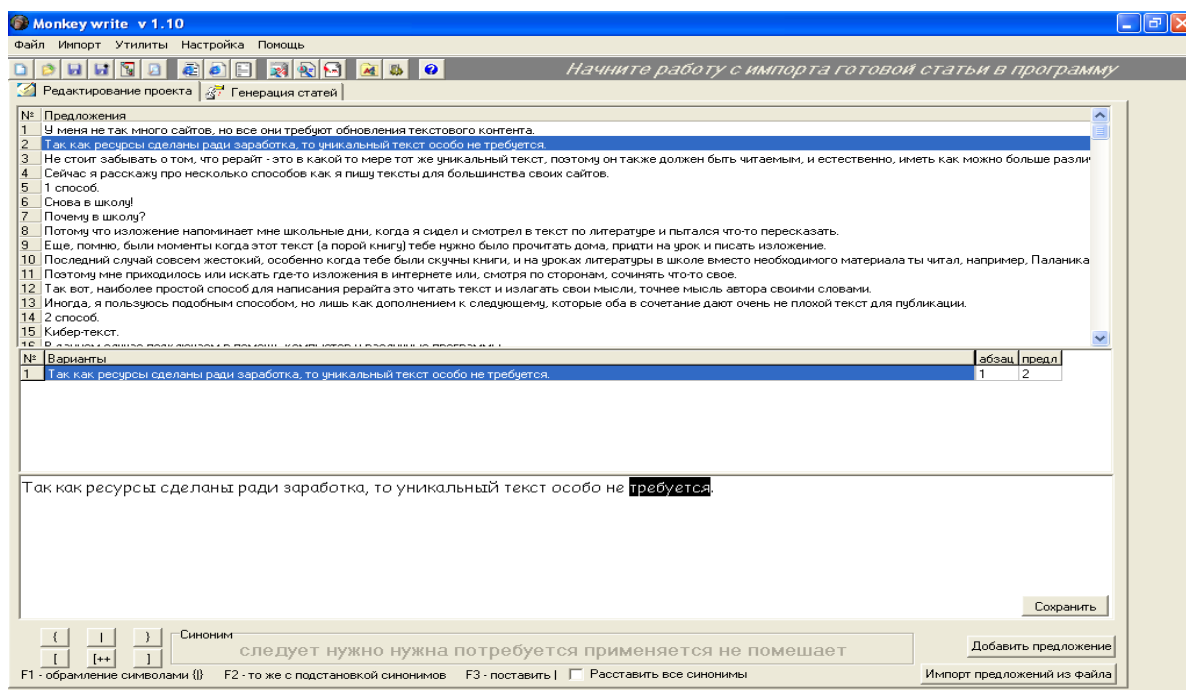 Monkey write v 1.10
Файл Импорт Утилиты Настройка Помощь
Начните работу с импорта готовой статьи в программу
Редактирование проекта Генерация статей
№ Предложения
1 У меня не так много сайтов, но все они требуют обновления текстового контента.
2 Так как ресурсы сделаны ради заработка, то уникальный текст особо не требуется.
3 Не стоит забывать о том, что рерайт - это в какой то мере тот же уникальный текст, поэтому он также должен быть читаемым, и естественно, иметь как можно больше разли
4 Сейчас я расскажу про несколько способов как я пишу тексты для большинства своих сайтов.
5 1 способ.
6 Снова в школу!
7 Почему в школу?
8 Потому что изложение напоминает мне школьные дни, когда я сидел и смотрел в текст по литературе и пытался что-то пересказать.
9 Еще, помню, были моменты когда этот текст (а порой книгу) тебе нужно было прочитать дома, придти на урок и писать изложение.
10 Последний случай совсем жестокий, особенно когда тебе были скучны книги, и на уроках литературы в школе вместо необходимого материала ты читал, например, Паланика
11 Поэтому мне приходилось или искать где-то изложения в интернете или, смотря по сторонам, сочинять что-то свое.
12 Так вот, наиболее простой способ для написания рерайта это читать текст и излагать свои мысли, точнее мысль автора своими словами.
13 Иногда, я пользуюсь подобным способом, но лишь как дополнением к следующему, которые оба в сочетание дают очень не плохой текст для публикации.
14 2 способ.
15 Кибер-текст.
16 В данном случае подключаем в помощь компьютер и различные программы
№ Варианты абзац предл
1 Так как ресурсы сделаны ради заработка, то уникальный текст особо не требуется. 1 2
Так как ресурсы сделаны ради заработка, то уникальный текст особо не требуется.
Сохранить
{ | } Синоним
следует нужно нужна потребуется применяется не помешает
Добавить предложение
[ [++ ]
F1 - обрамление символами {|} F2 - то же с подстановкой синонимов F3 - поставить | Расставить все синонимы Импорт предложений из файла